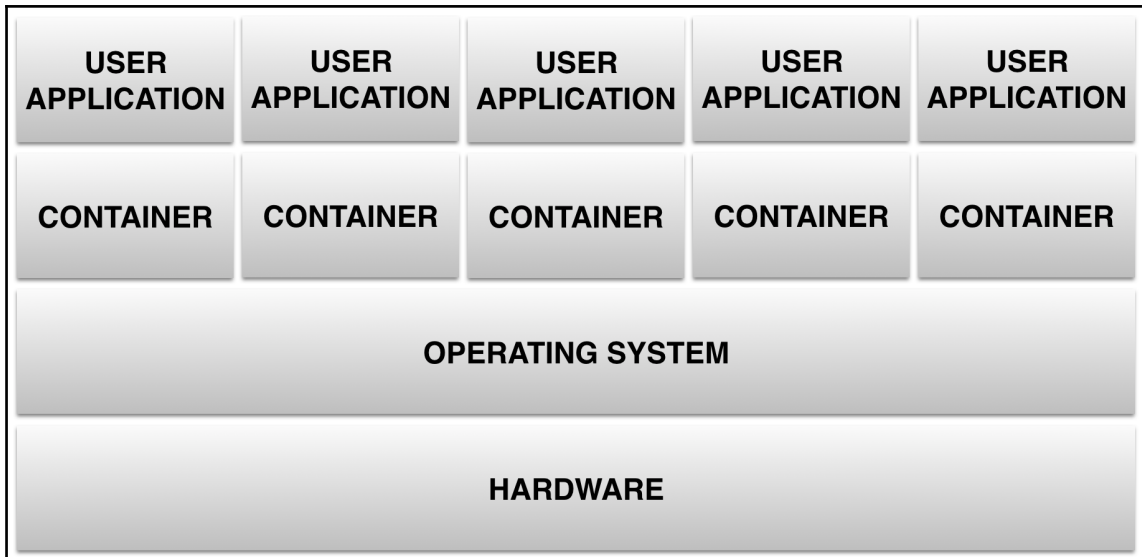 USER
APPLICATION
USER
APPLICATION
USER
APPLICATION
USER
APPLICATION
USER
APPLICATION
CONTAINER
CONTAINER
CONTAINER
CONTAINER
CONTAINER
OPERATING SYSTEM
HARDWARE